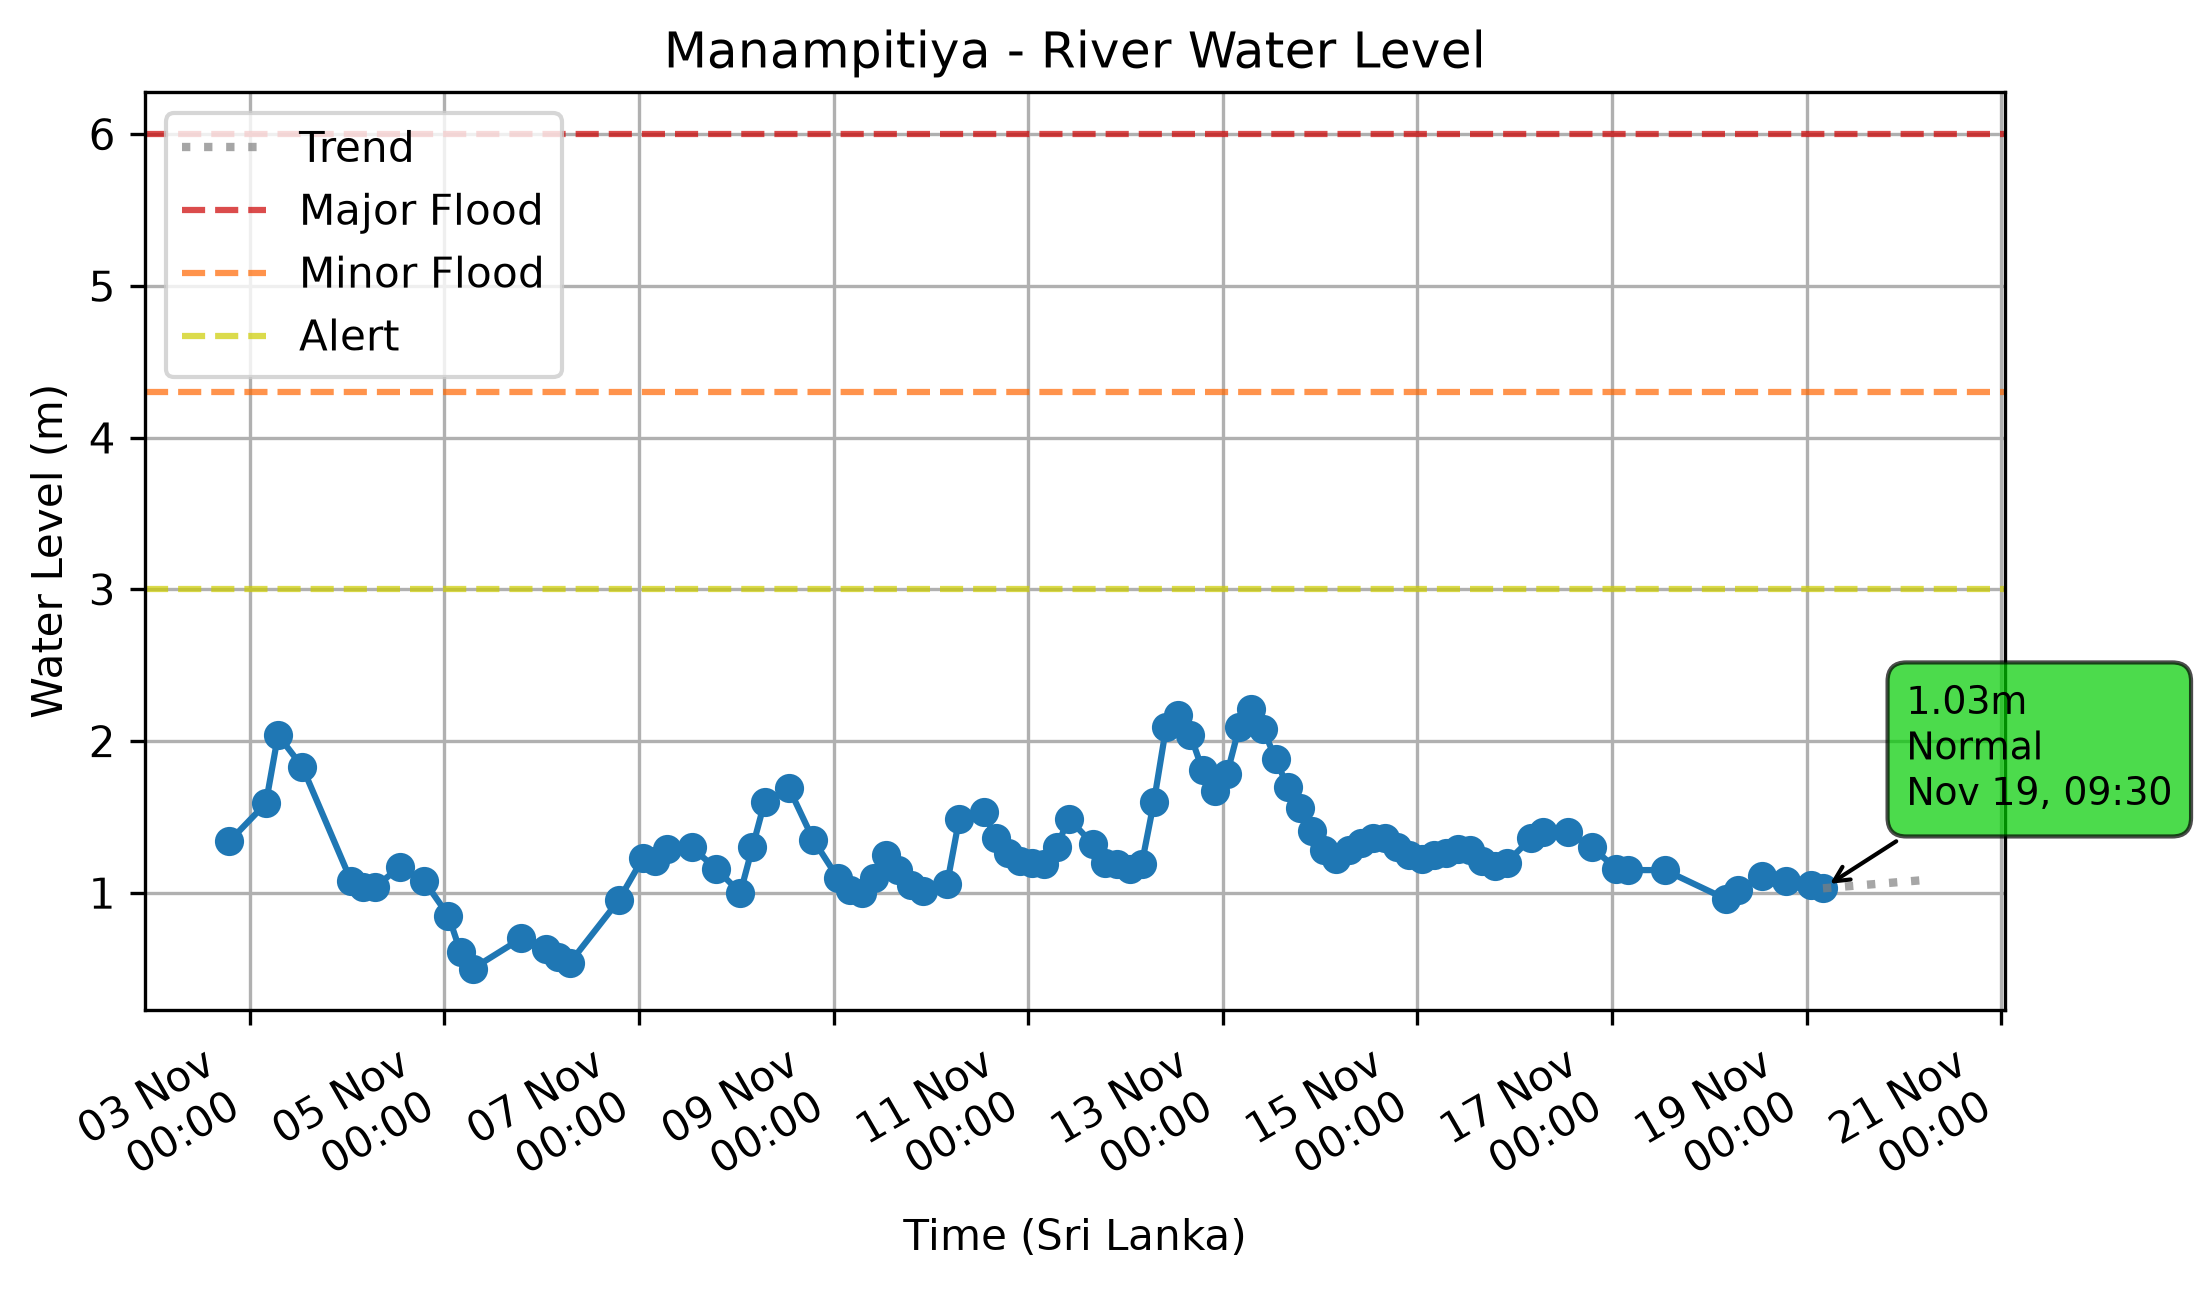 Manampitiya - River Water Level
Trend
Major Flood
Minor Flood
Alert
6
5
4
3
2
1
Water Level (m)
1.03m
Normal
Nov 19, 09:30
03 Nov
00:00
05 Nov
00:00
07 Nov
00:00
09 Nov
00:00
11 Nov
00:00
13 Nov
00:00
15 Nov
00:00
17 Nov
00:00
19 Nov
00:00
21 Nov
00:00
Time (Sri Lanka)